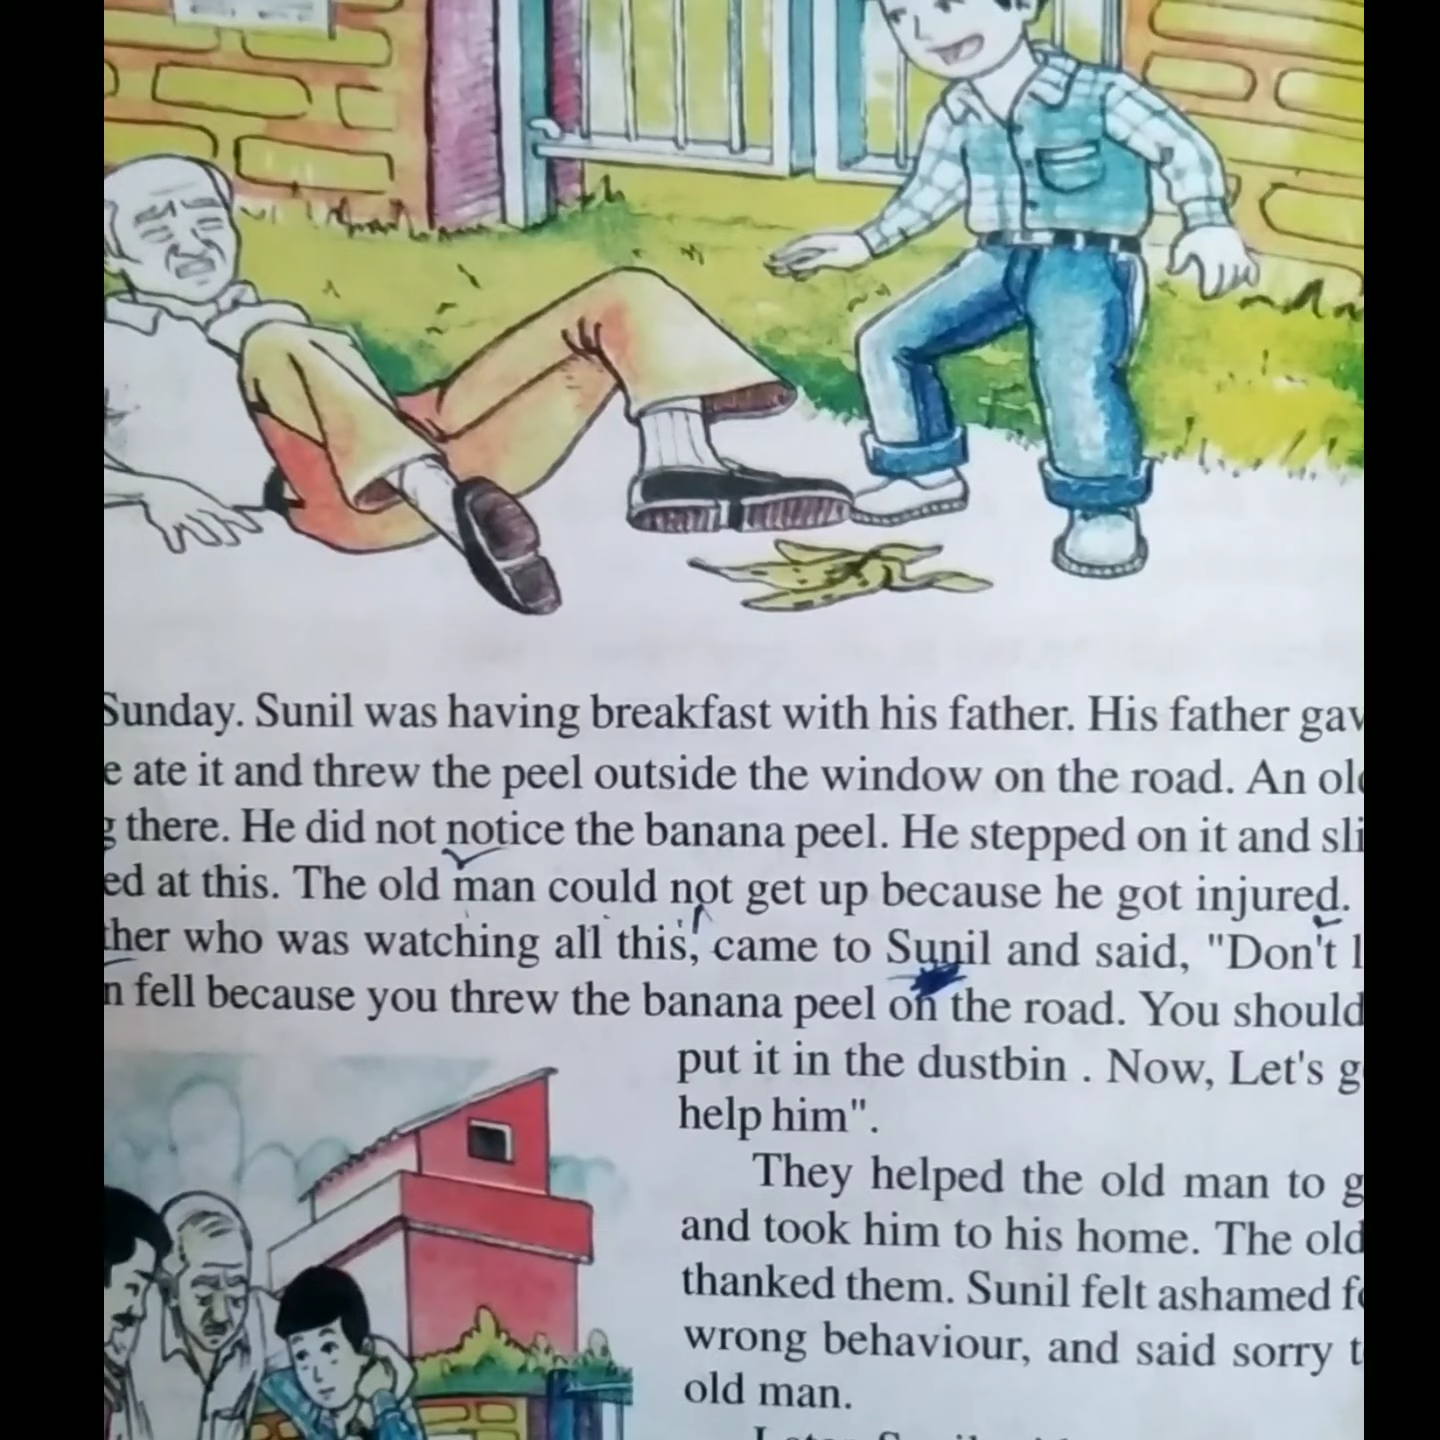 Sunday. Sunil was having breakfast with his father. His father
ate it and threw the peel outside the window on the road. An
there. He did not notice the banana peel. He stepped on it and
at this. The old man could not get up because he got injured.
who was watching all this, came to Sunil and said, "Don't
fell because you threw the banana peel on the road. You should
put it in the dustbin . Now, Let's
help him".
They helped the old man to
and took him to his home. The old
thanked them. Sunil felt ashamed
wrong behaviour, and said sorry
old man.